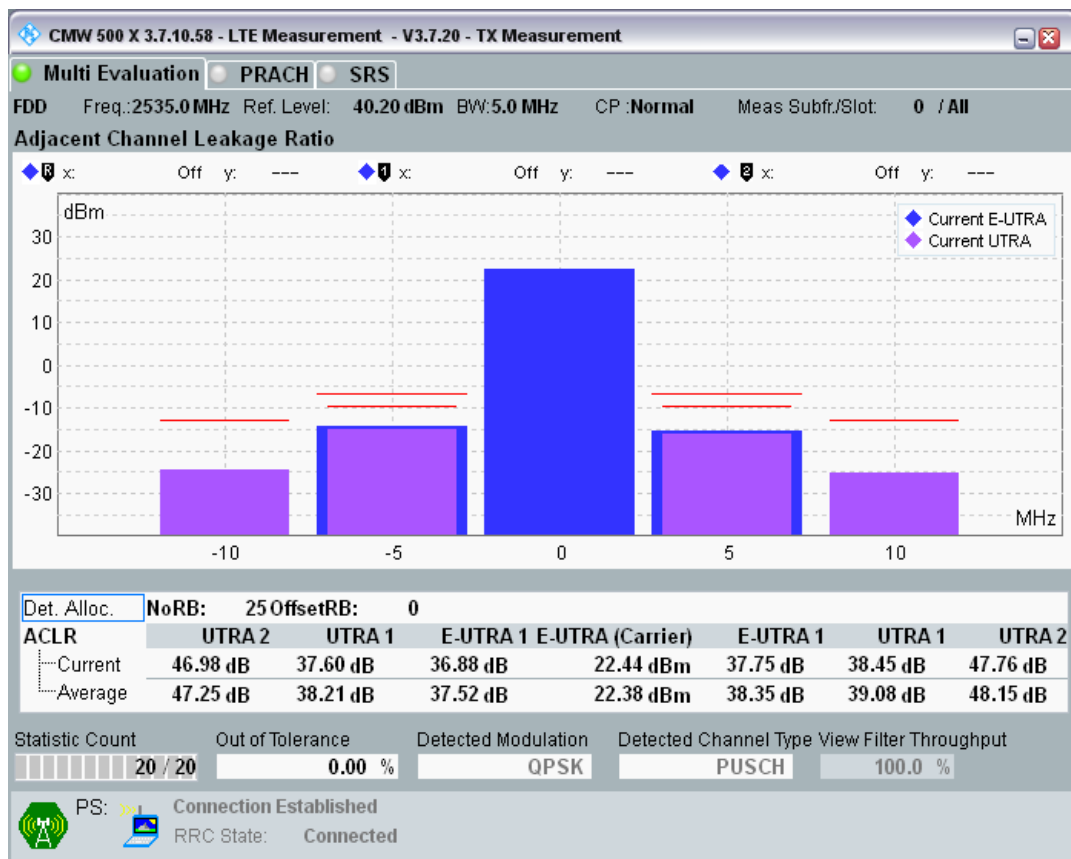 CMW 500 X 3.7.10.58 - LTE Measurement - V3.7.20 - TX Measurement
Multi Evaluation PRACH SRS
FDD Freq.:2535.0 MHz Ref. Level: 40.20 dBm BW:5.0 MHz CP :Normal Meas Subfr./Slot: 0 / All
Adjacent Channel Leakage Ratio
R x: Off y: --- 1 x: Off y: --- 2 x: Off y: ---
dBm
Current E-UTRA
Current UTRA
30
20
10
0
-10
-20
-30
MHz
-10 -5 0 5 10
Det. Alloc. NoRB: 25 OffsetRB: 0
ACLR UTRA 2 UTRA 1 E-UTRA 1 E-UTRA (Carrier) E-UTRA 1 UTRA 1 UTRA 2
Current 46.98 dB 37.60 dB 36.88 dB 22.44 dBm 37.75 dB 38.45 dB 47.76 dB
Average 47.25 dB 38.21 dB 37.52 dB 22.38 dBm 38.35 dB 39.08 dB 48.15 dB
Statistic Count Out of Tolerance Detected Modulation Detected Channel Type View Filter Throughput
20 / 20 0.00 % QPSK PUSCH 100.0 %
PS: Connection Established
RRC State: Connected